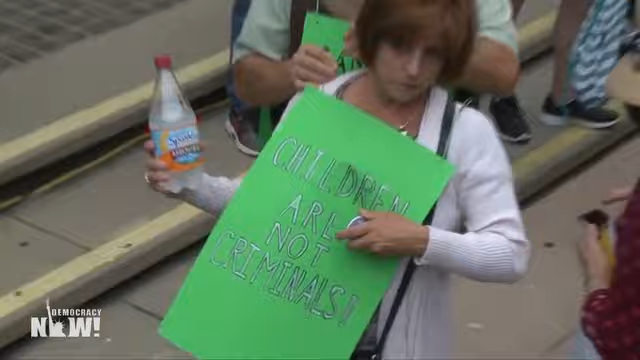 CHILDREN
ARE
NOT
CRIMINALS!
DEMOCRACY
NOW!